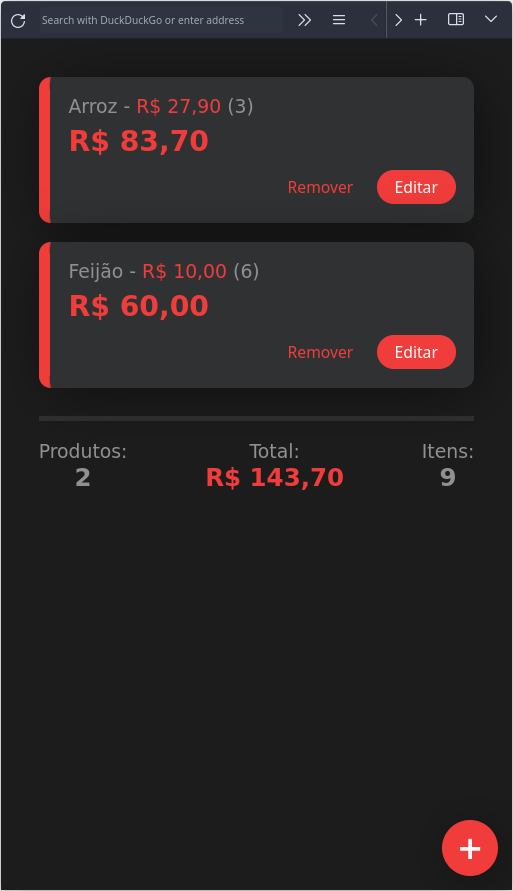 Search with DuckDuckGo or enter address
Arroz - R$ 27,90 (3)
R$ 83,70
Remover Editar
Feijão - R$ 10,00 (6)
R$ 60,00
Remover Editar
Produtos: Total: Itens:
2 R$ 143,70 9
+